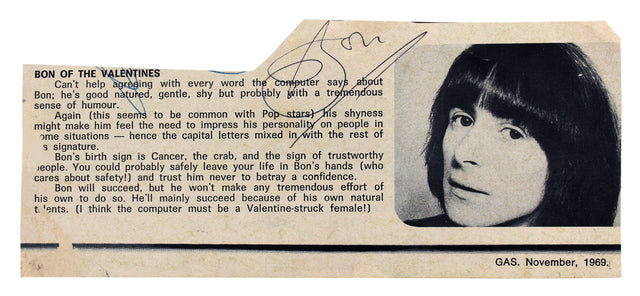 Bon
BON OF THE VALENTINES
Can't help agreeing with every word the computer says about
Bon; he's good natured, gentle, shy but probably with a tremendous
sense of humour.
Again (this seems to be common with Pop stars) his shyness
might make him feel the need to impress his personality on people in
ome situations — hence the capital letters mixed in with the rest of
s signature.
Bon's birth sign is Cancer, the crab, and the sign of trustworthy
people. You could probably safely leave your life in Bon's hands (who
cares about safety!) and trust him never to betray a confidence.
Bon will succeed, but he won't make any tremendous effort of
his own to do so. He'll mainly succeed because of his own natural
t lents. (I think the computer must be a Valentine-struck female!)
GAS. November, 1969.